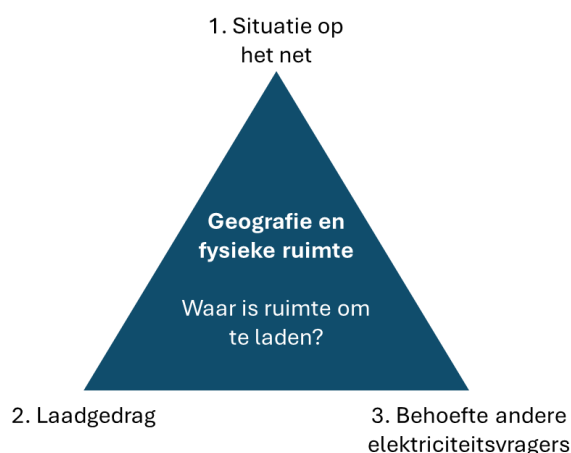 1. Situatie op
het net
Geografie en
fysieke ruimte
Waar is ruimte om
te laden?
2. Laadgedrag
3. Behoefte andere
elektriciteitsvragers